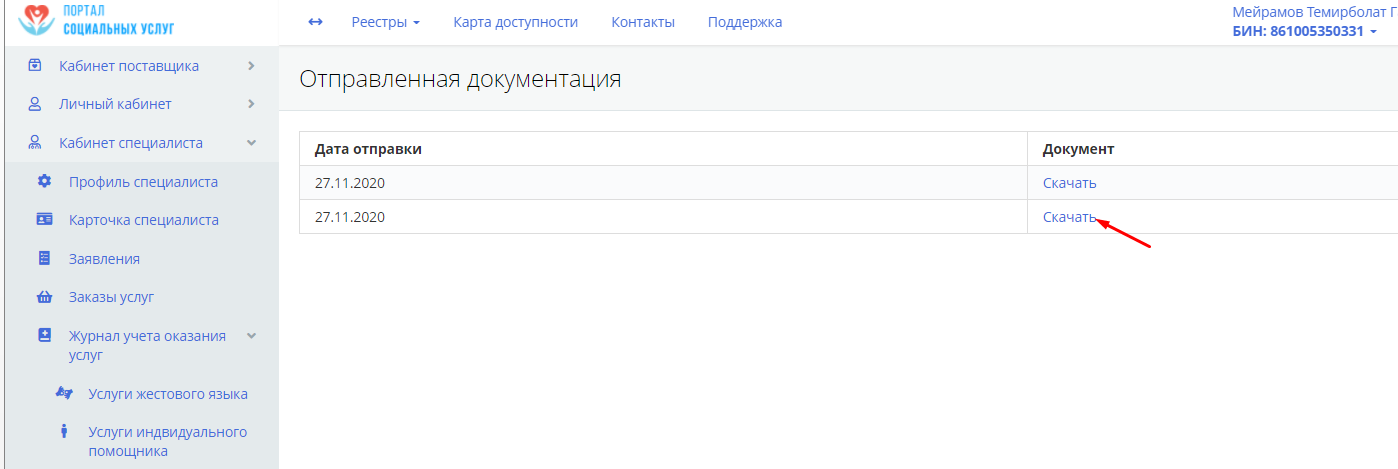 ПОРТАЛ
СОЦИАЛЬНЫХ УСЛУГ
Реестры
Карта доступности
Контакты
Поддержка
Мейрамов Темирболат Г
БИН: 861005350331
Кабинет поставщика
Личный кабинет
Кабинет специалиста
Профиль специалиста
Карточка специалиста
Заявления
Заказы услуг
Журнал учета оказания
услуг
Услуги жестового языка
Услуги индвидуального
помощника
Отправленная документация
Дата отправки
Документ
27.11.2020
Скачать
27.11.2020
Скачать